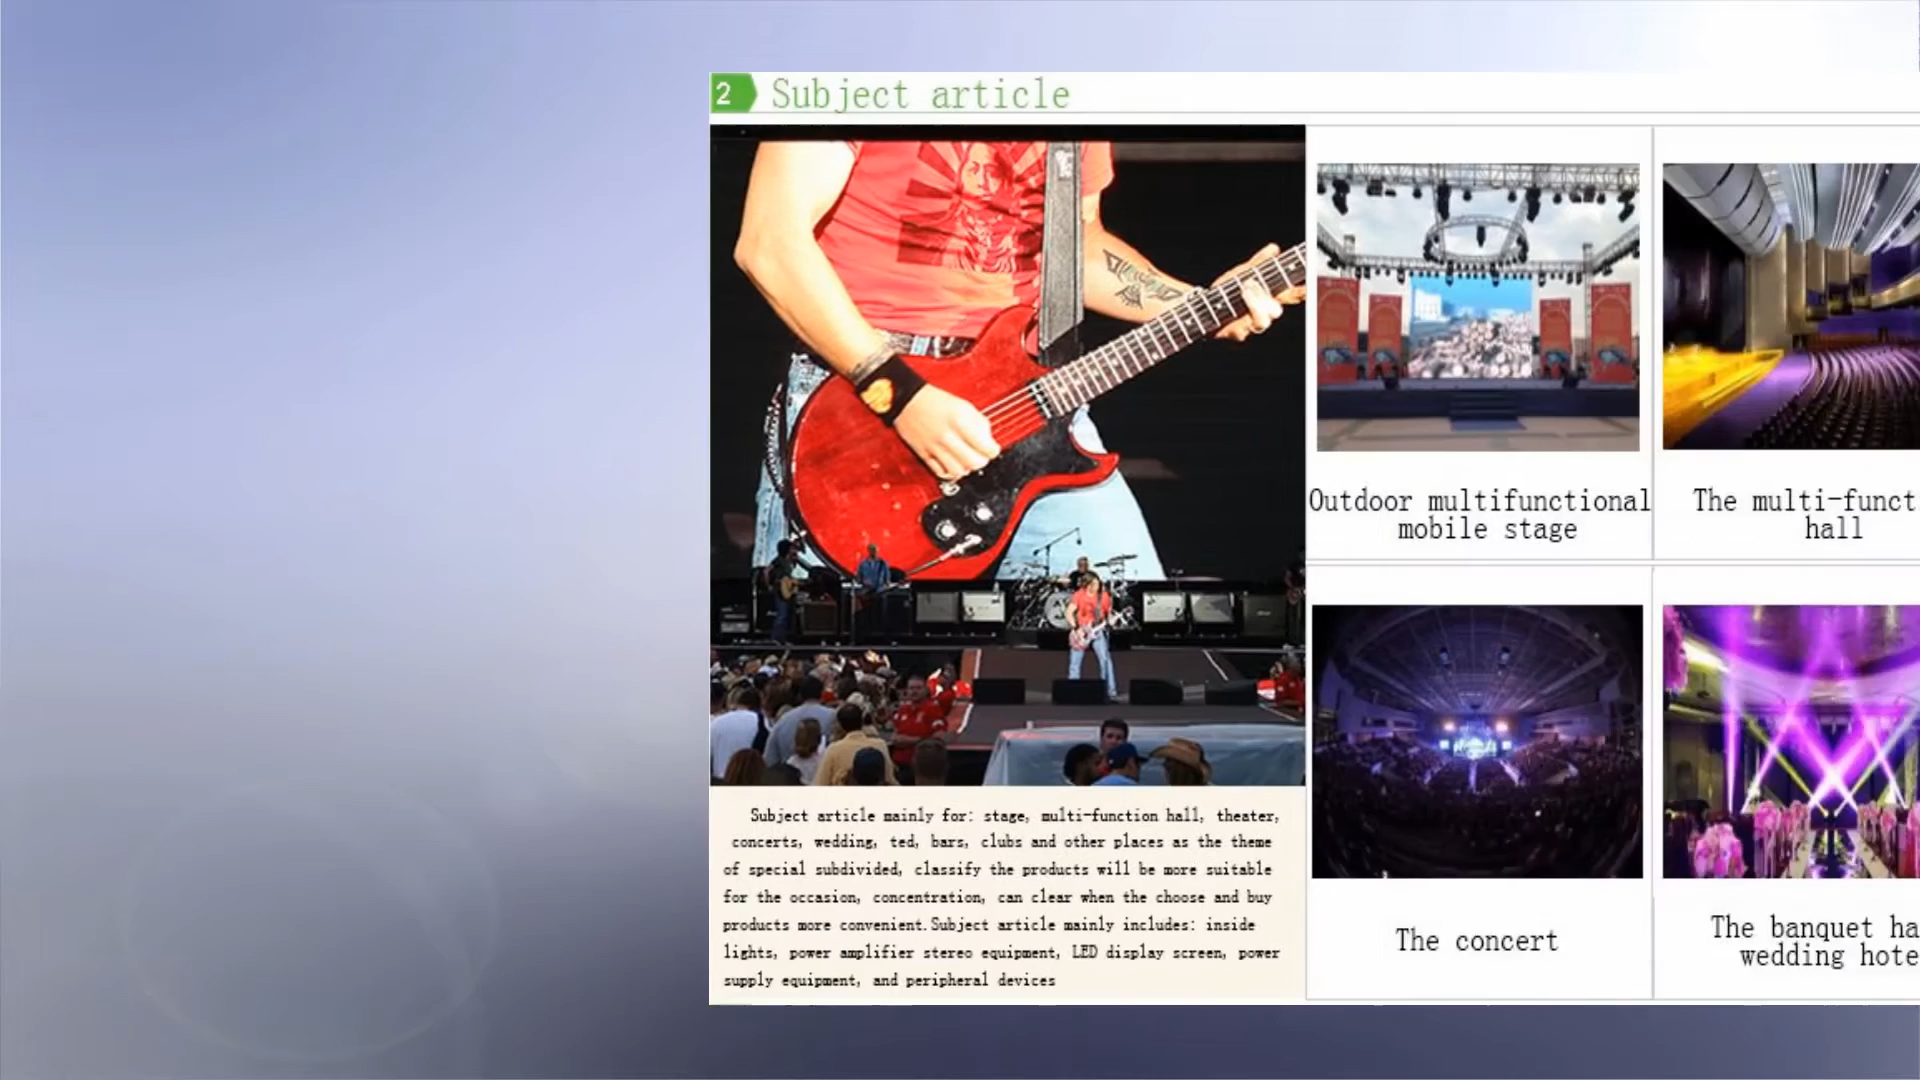 2 Subject article
Outdoor multifunctional
mobile stage
The multi-funct
hall
The concert
The banquet ha
wedding hote
Subject article mainly for: stage, multi-function hall, theater,
concerts, wedding, ted, bars, clubs and other places as the theme
of special subdivided, classify the products will be more suitable
for the occasion, concentration, can clear when the choose and buy
products more convenient.Subject article mainly includes: inside
lights, power amplifier stereo equipment, LED display screen, power
supply equipment, and peripheral devices